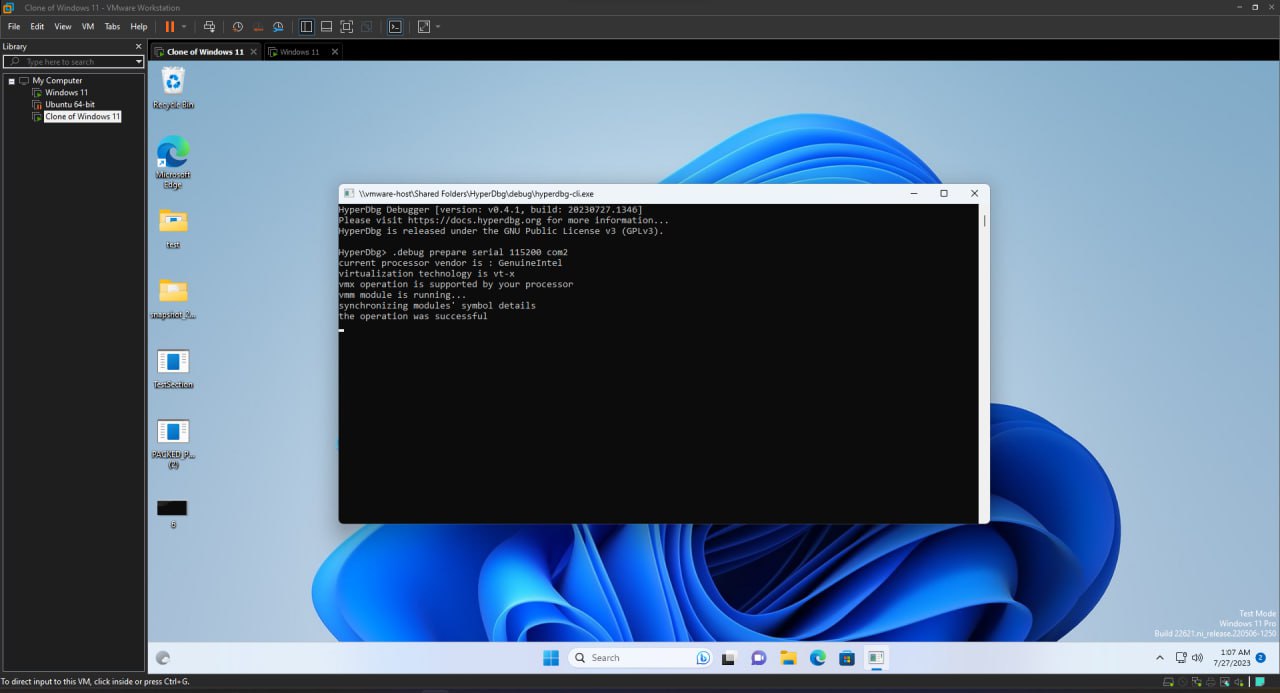 Clone of Windows 11 - VMware Workstation
File Edit View VM Tabs Help
Library
Type here to search
My Computer
Windows 11
Ubuntu 64-bit
Clone of Windows 11
Clone of Windows 11
Windows 11
Recycle Bin
Microsoft
Edge
test
snapshot_2...
TestSection
PACKED_P...
(2)
6
\\vmware-host\Shared Folders\HyperDbg\debug\hyperdbg-cli.exe
HyperDbg Debugger [version: v0.4.1, build: 20230727.1346]
Please visit https://docs.hyperdbg.org for more information...
HyperDbg is released under the GNU Public License v3 (GPLv3).
HyperDbg> .debug prepare serial 115200 com2
current processor vendor is : GenuineIntel
virtualization technology is vt-x
vmx operation is supported by your processor
vmm module is running...
synchronizing modules' symbol details
the operation was successful
Test Mode
Windows 11 Pro
Build 22621.ni_release.220506-1250
Search
1:07 AM
7/27/2023
2
To direct input to this VM, click inside or press Ctrl+G.